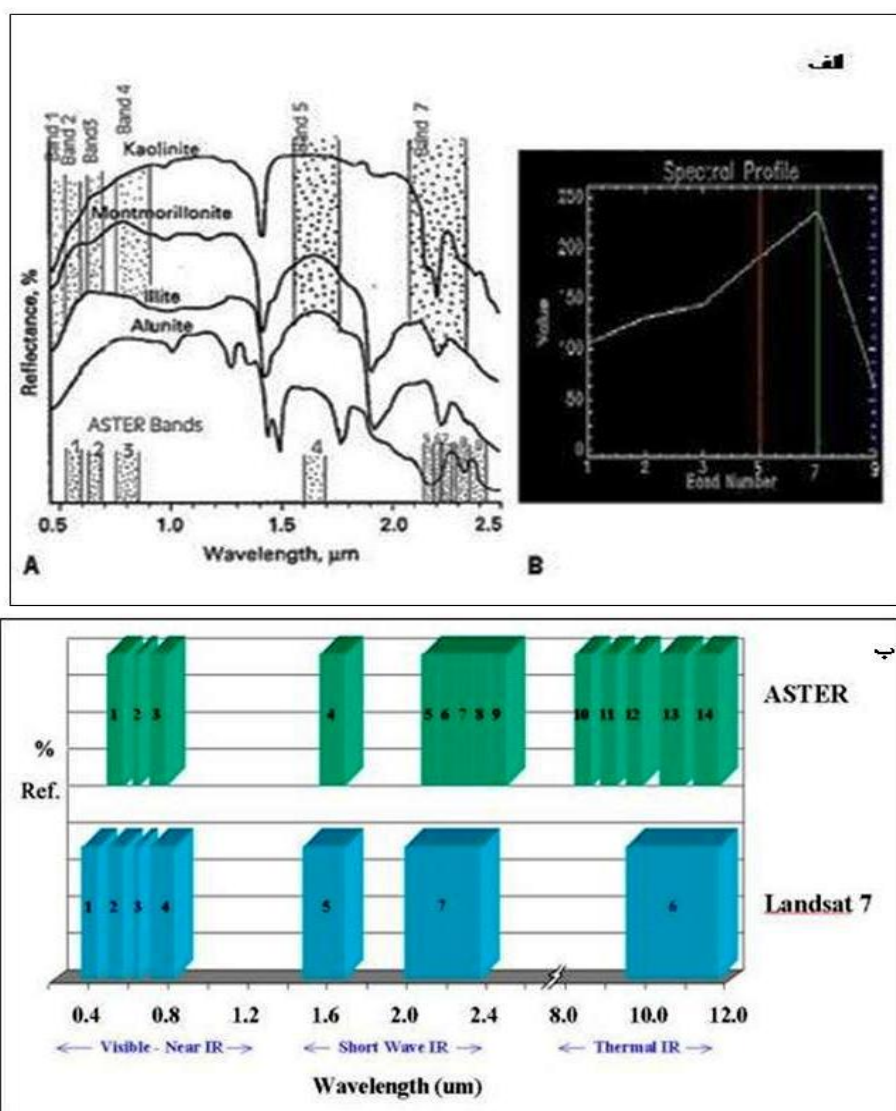 الف
Band 1
Band 2
Band3
Band 4
Band 5
Band 7
Kaolinite
Montmorillonite
Illite
Alunite
Reflectance, %
ASTER Bands
1 2 3 4
0.5 1.0 1.5 2.0 2.5
Wavelength, µm
A
Spectral Profile
Value
250
200
150
100
50
0
1 2 3 5 7 9
Band Number
B
ب
ASTER
1 2 3 4 5 6 7 8 9 10 11 12 13 14
%
Ref.
Landsat 7
1 2 3 4 5 7 6
0.4 0.8 1.2 1.6 2.0 2.4 8.0 10.0 12.0
Visible - Near IR
Short Wave IR
Thermal IR
Wavelength (um)